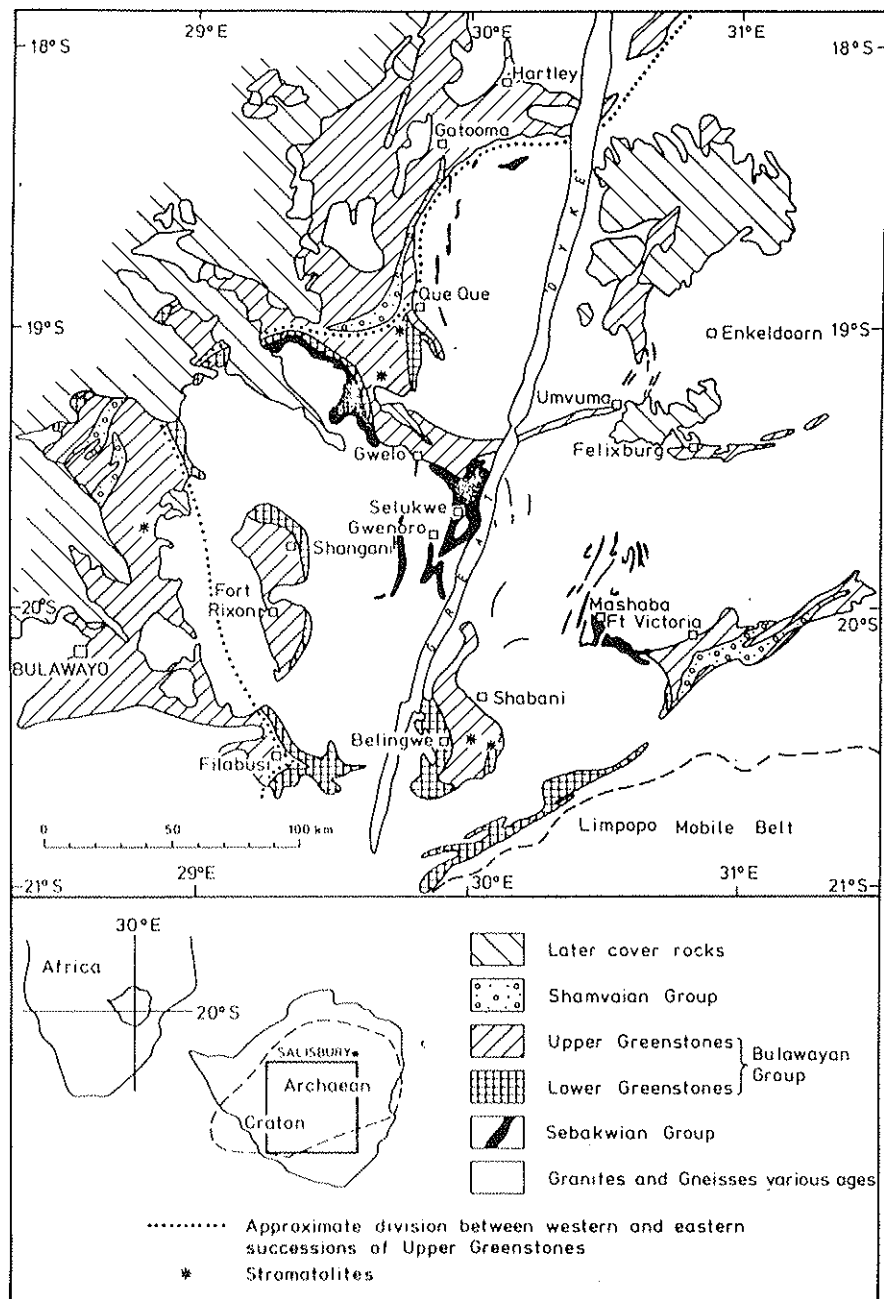 29°E 30°E 31°E
18°S 18°S
Hartley
Gatooma
GREAT DYKE
Que Que
19°S 19°S
Enkeldoorn
Umvuma
Gwelo
Felixburg
Selukwe
Gwenoro
Shangani
Fort
Rixon
Mashaba
20°S Ft Victoria 20°S
BULAWAYO
Shabani
Belingwe
Filabusi
0 50 100 km
Limpopo Mobile Belt
29°E 30°E 31°E
21°S 21°S
30°E
Africa
20°S
SALISBURY
Archaean
Craton
Later cover rocks
Shamvaian Group
Upper Greenstones
Lower Greenstones
Bulawayan
Group
Sebakwian Group
Granites and Gneisses various ages
Approximate division between western and eastern
successions of Upper Greenstones
Stromatolites